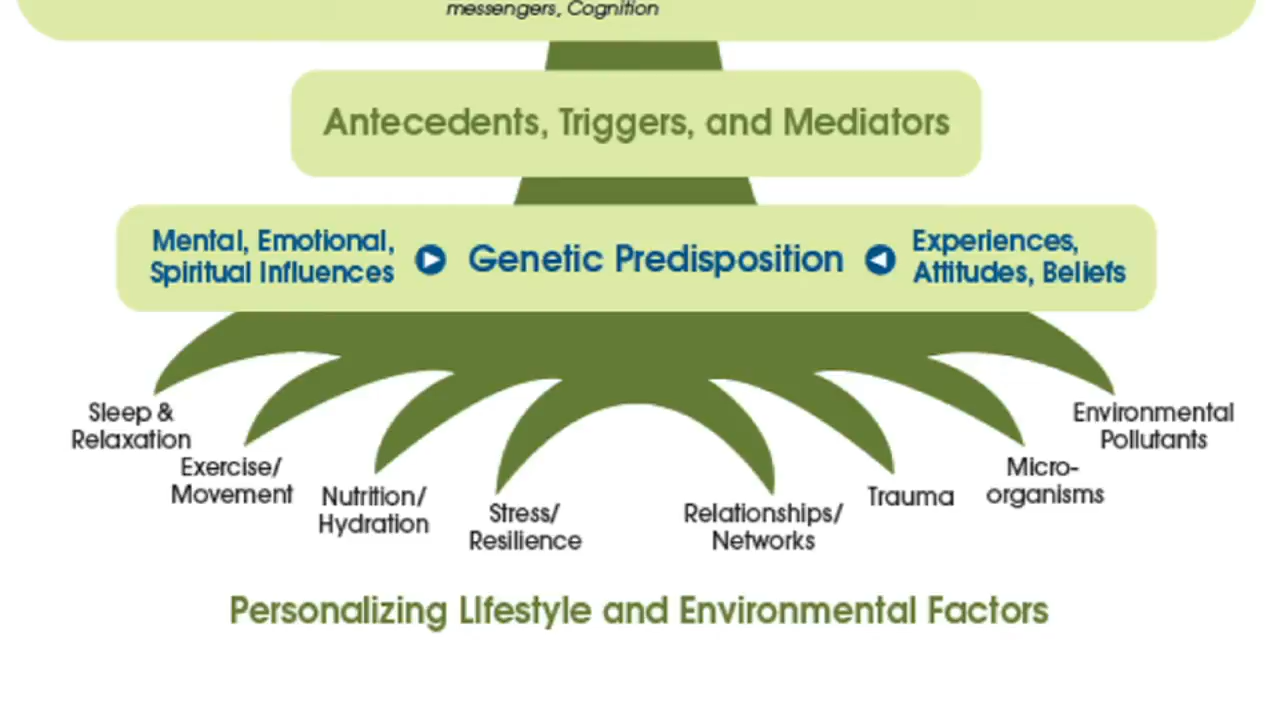 messengers, Cognition
Antecedents, Triggers, and Mediators
Mental, Emotional,
Spiritual Influences
Genetic Predisposition
Experiences,
Attitudes, Beliefs
Sleep &
Relaxation
Exercise/
Movement
Nutrition/
Hydration
Stress/
Resilience
Relationships/
Networks
Trauma
Micro-
organisms
Environmental
Pollutants
Personalizing LIfestyle and Environmental Factors